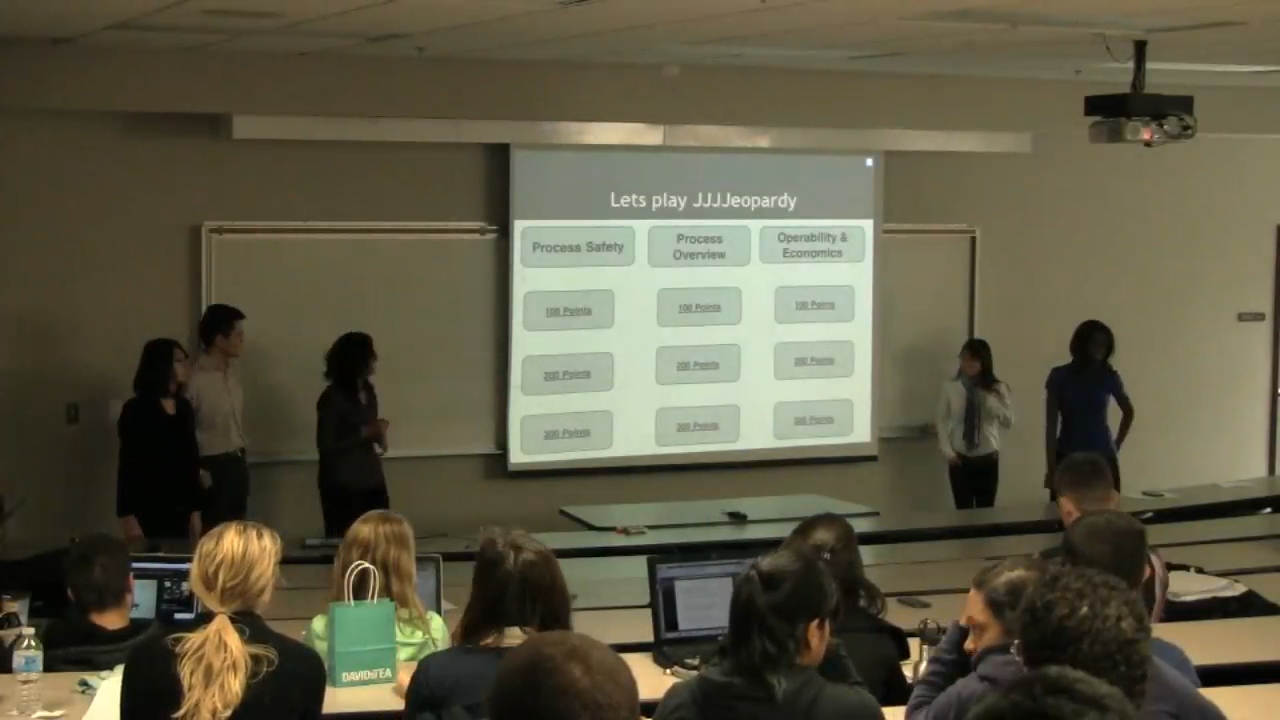 Lets play JJJJeopardy
Process Safety
Process
Overview
Operability &
Economics
100 Points
100 Points
100 Points
200 Points
200 Points
200 Points
300 Points
300 Points
300 Points
DAVIDsTEA